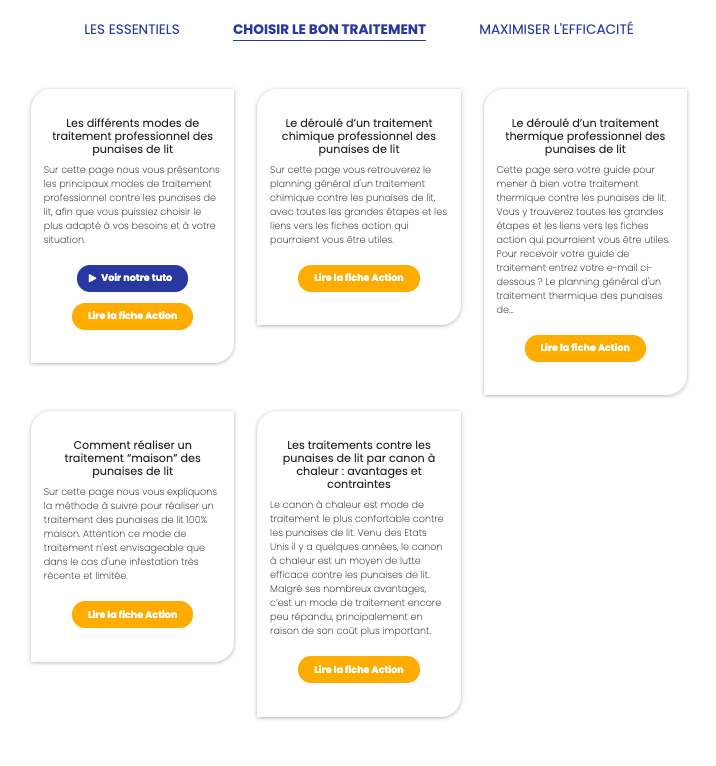 LES ESSENTIELS
CHOISIR LE BON TRAITEMENT
MAXIMISER L'EFFICACITÉ
Les différents modes de
traitement professionnel des
punaises de lit
Sur cette page nous vous présentons
les principaux modes de traitement
professionnel contre les punaises de
lit, afin que vous puissiez choisir le
plus adapté à vos besoins et à votre
situation.
Voir notre tuto
Lire la fiche Action
Le déroulé d’un traitement
chimique professionnel des
punaises de lit
Sur cette page vous retrouverez le
planning général d'un traitement
chimique contre les punaises de lit,
avec toutes les grandes étapes et les
liens vers les fiches action qui
pourraient vous être utiles.
Lire la fiche Action
Le déroulé d’un traitement
thermique professionnel des
punaises de lit
Cette page sera votre guide pour
mener à bien votre traitement
thermique contre les punaises de lit.
Vous y trouverez toutes les grandes
étapes et les liens vers les fiches
action qui pourraient vous être utiles.
Pour recevoir votre guide de
traitement entrez votre e-mail ci-
dessous ? Le planning général d'un
traitement thermique des punaises
de…
Lire la fiche Action
Comment réaliser un
traitement “maison” des
punaises de lit
Sur cette page nous vous expliquons
la méthode à suivre pour réaliser un
traitement des punaises de lit 100%
maison. Attention ce mode de
traitement n'est envisageable que
dans le cas d'une infestation très
récente et limitée.
Lire la fiche Action
Les traitements contre les
punaises de lit par canon à
chaleur : avantages et
contraintes
Le canon à chaleur est mode de
traitement le plus confortable contre
les punaises de lit. Venu des Etats
Unis il y a quelques années, le canon
à chaleur est un moyen de lutte
efficace contre les punaises de lit.
Malgré ses nombreux avantages,
c’est un mode de traitement encore
peu répandu, principalement en
raison de son coût plus important.
Lire la fiche Action